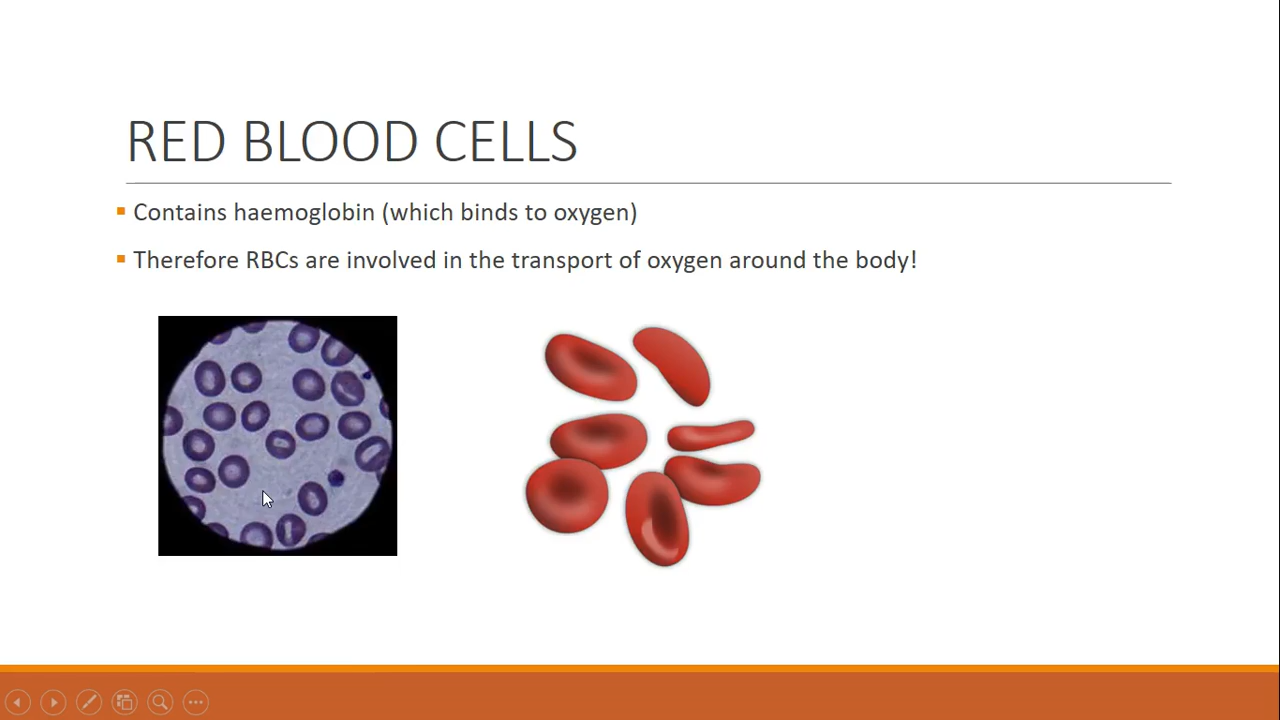 RED BLOOD CELLS
Contains haemoglobin (which binds to oxygen)
Therefore RBCs are involved in the transport of oxygen around the body!